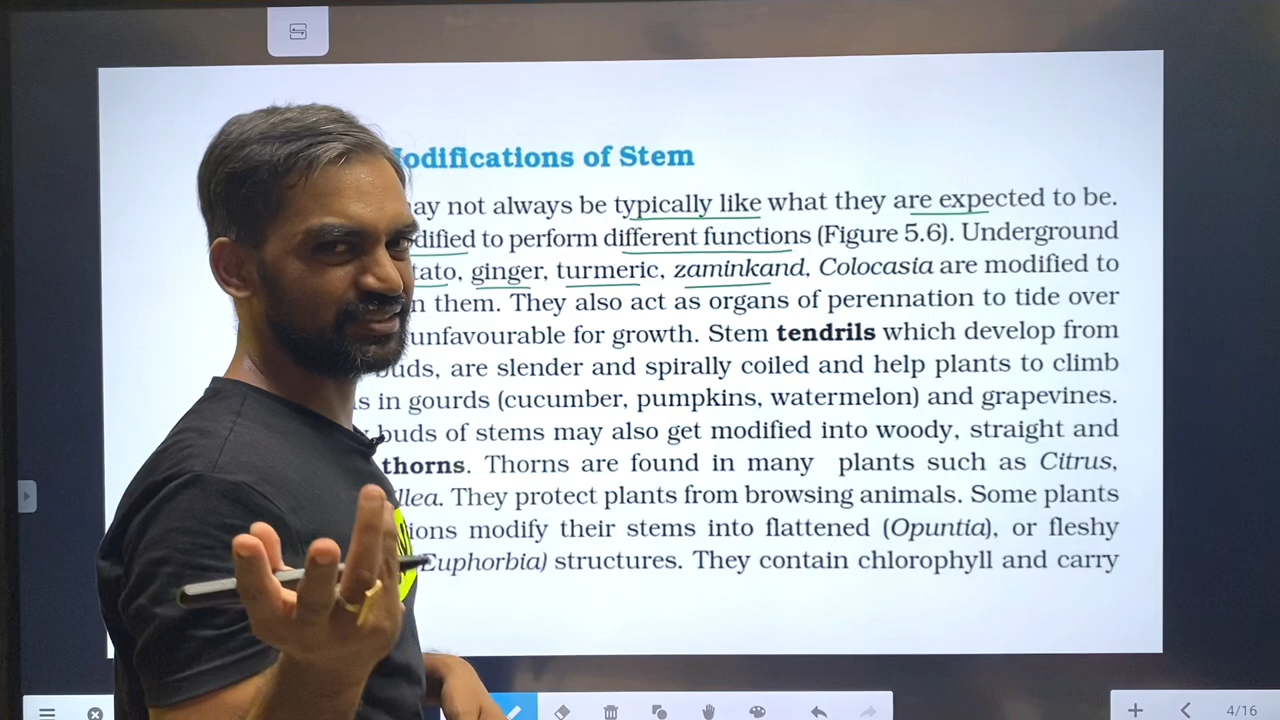 Modifications of Stem
ay not always be typically like what they are expected to be.
dified to perform different functions (Figure 5.6). Underground
tato, ginger, turmeric, zaminkand, Colocasia are modified to
n them. They also act as organs of perennation to tide over
unfavourable for growth. Stem tendrils which develop from
buds, are slender and spirally coiled and help plants to climb
s in gourds (cucumber, pumpkins, watermelon) and grapevines.
buds of stems may also get modified into woody, straight and
thorns. Thorns are found in many plants such as Citrus,
llea. They protect plants from browsing animals. Some plants
ions modify their stems into flattened (Opuntia), or fleshy
Euphorbia) structures. They contain chlorophyll and carry
4/16